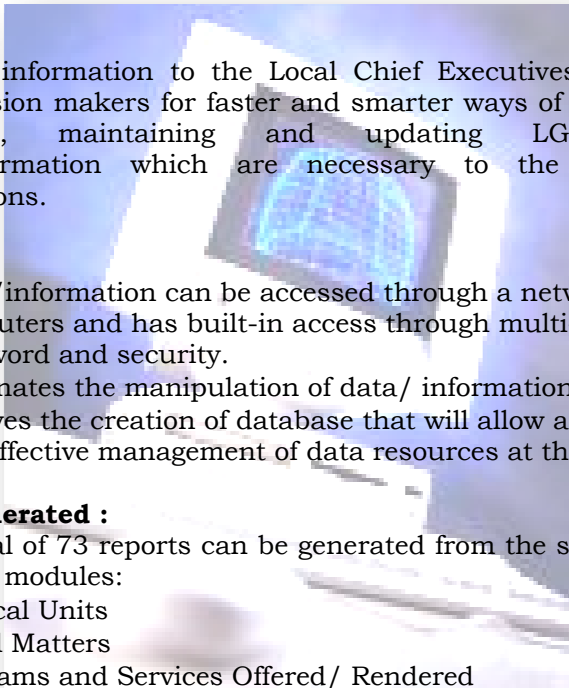 information to the Local Chief Executives
sion makers for faster and smarter ways of
, maintaining and updating LG
rmation which are necessary to the
ons.
/information can be accessed through a netw
uters and has built-in access through multi
word and security.
nates the manipulation of data/ information
ves the creation of database that will allow a
ffective management of data resources at th
nerated :
al of 73 reports can be generated from the s
modules:
cal Units
l Matters
ams and Services Offered/ Rendered